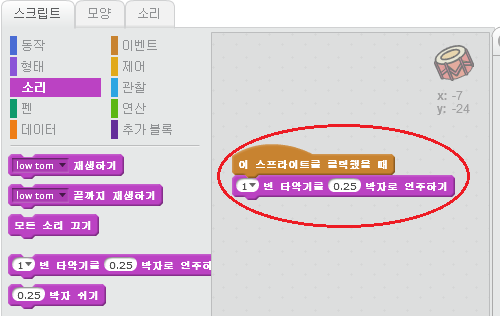 스크립트 모양 소리
동작 이벤트
형태 제어
소리 관찰
펜 연산
데이터 추가 블록
low tom 재생하기
low tom 끝까지 재생하기
모든 소리 끄기
1 번 타악기를 0.25 박자로 연주하
0.25 박자 쉬기
x: -7
y: -24
이 스프라이트를 클릭했을 때
1 번 타악기를 0.25 박자로 연주하기